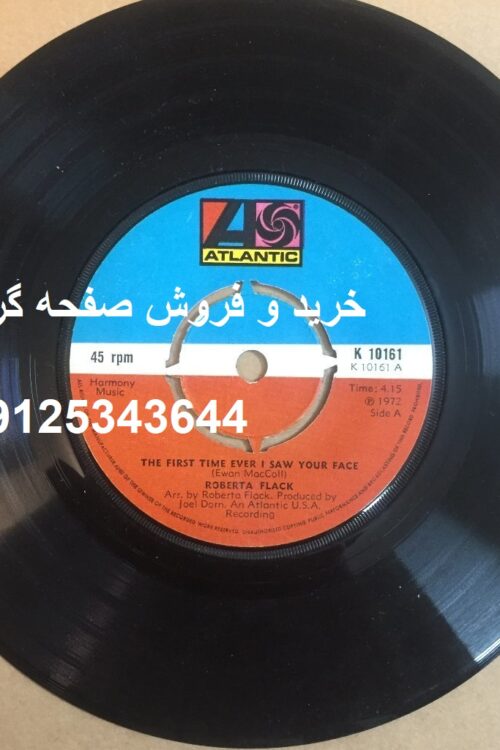 ATLANTIC
خرید و فروش صفحه گر
45 rpm
K 10161
K 10161 A
Harmony
Music
Time: 4.15
℗ 1972
Side A
9125343644
THE FIRST TIME EVER I SAW YOUR FACE
(Ewan MacColl)
ROBERTA FLACK
Arr. by Roberta Flack. Produced by
Joel Dorn. An Atlantic U.S.A.
Recording